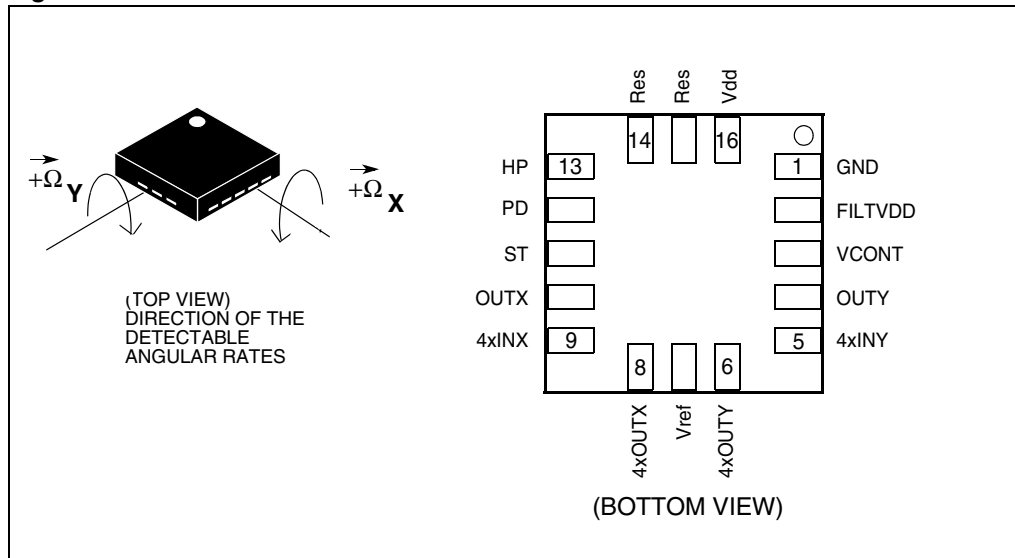 +Ω Y
+Ω X
(TOP VIEW)
DIRECTION OF THE
DETECTABLE
ANGULAR RATES
Res
Res
Vdd
14
16
HP
13
1
GND
PD
FILTVDD
ST
VCONT
OUTX
OUTY
4xINX
9
5
4xINY
8
6
4xOUTX
Vref
4xOUTY
(BOTTOM VIEW)